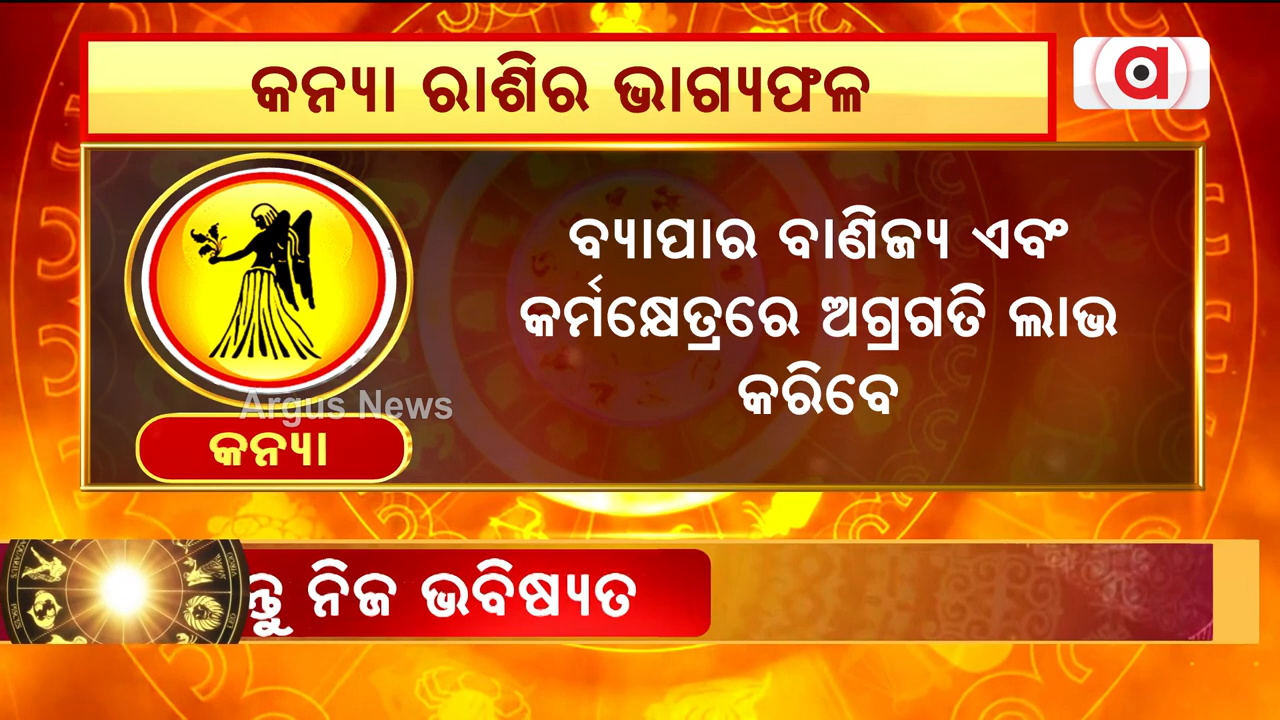 କନ୍ୟା ରାଶିର ଭାଗ୍ୟଫଳ
a
ବ୍ୟାପାର ବାଣିଜ୍ୟ ଏବଂ
କର୍ମକ୍ଷେତ୍ରରେ ଅଗ୍ରଗତି ଲାଭ
କରିବେ
Argus News
କନ୍ୟା
ନ୍ତୁ ନିଜ ଭବିଷ୍ୟତ